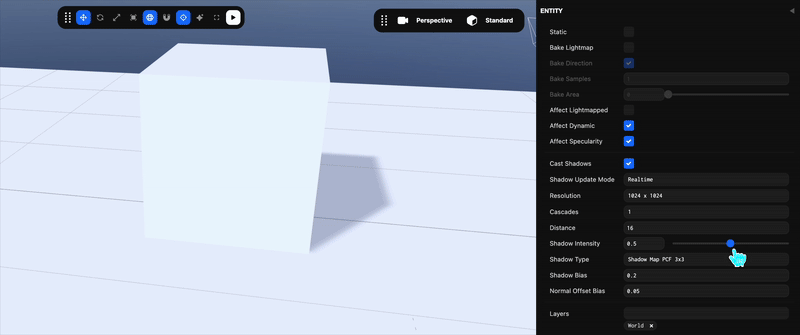 Perspective
Standard
ENTITY
Static
Bake Lightmap
Bake Direction
Bake Samples
Bake Area
Affect Lightmapped
Affect Dynamic
Affect Specularity
Cast Shadows
Shadow Update Mode Realtime
Resolution 1024 x 1024
Cascades 1
Distance 16
Shadow Intensity 0.5
Shadow Type Shadow Map PCF 3x3
Shadow Bias 0.2
Normal Offset Bias 0.05
Layers
World ×